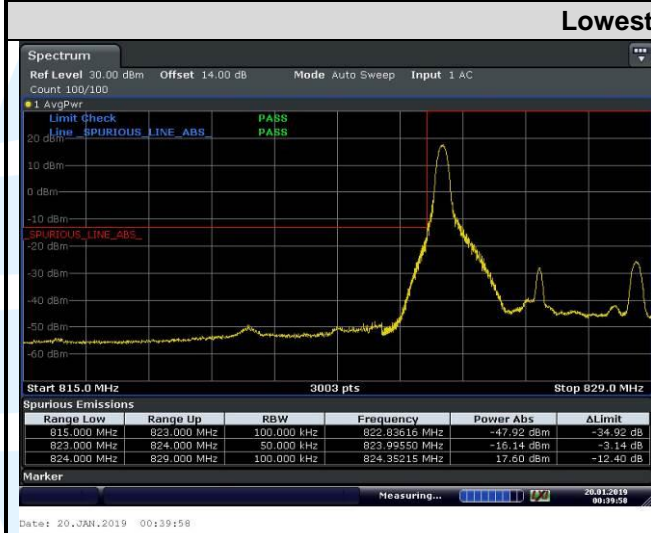 Lowest
Spectrum
Ref Level 30.00 dBm Offset 14.00 dB Mode Auto Sweep Input 1 AC
Count 100/100
1 AvgPwr
Limit Check PASS
Line _SPURIOUS_LINE_ABS_ PASS
20 dBm
10 dBm
0 dBm
-10 dBm
_SPURIOUS_LINE_ABS_
-20 dBm
-30 dBm
-40 dBm
-50 dBm
-60 dBm
Start 815.0 MHz 3003 pts Stop 829.0 MHz
Spurious Emissions
Range Low Range Up RBW Frequency Power Abs ΔLimit
815.000 MHz 823.000 MHz 100.000 kHz 822.83616 MHz -47.92 dBm -34.92 dB
823.000 MHz 824.000 MHz 50.000 kHz 823.99550 MHz -16.14 dBm -3.14 dB
824.000 MHz 829.000 MHz 100.000 kHz 824.35215 MHz 17.60 dBm -12.40 dB
Marker
Measuring... 20.01.2019
00:39:58
Date: 20.JAN.2019 00:39:58